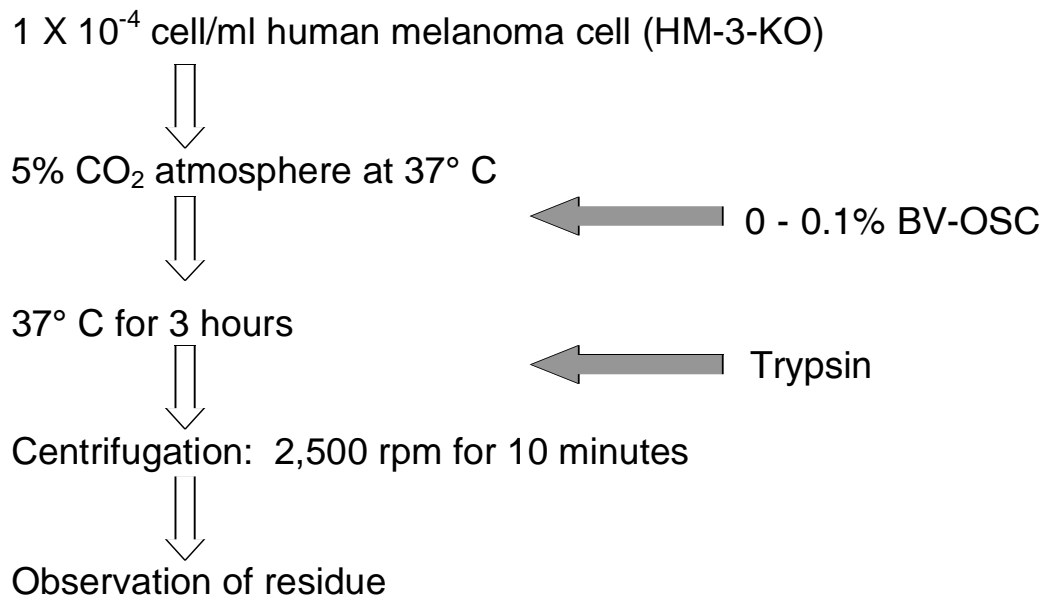 1 X 10⁻⁴ cell/ml human melanoma cell (HM-3-KO)
5% CO₂ atmosphere at 37° C
0 - 0.1% BV-OSC
37° C for 3 hours
Trypsin
Centrifugation: 2,500 rpm for 10 minutes
Observation of residue